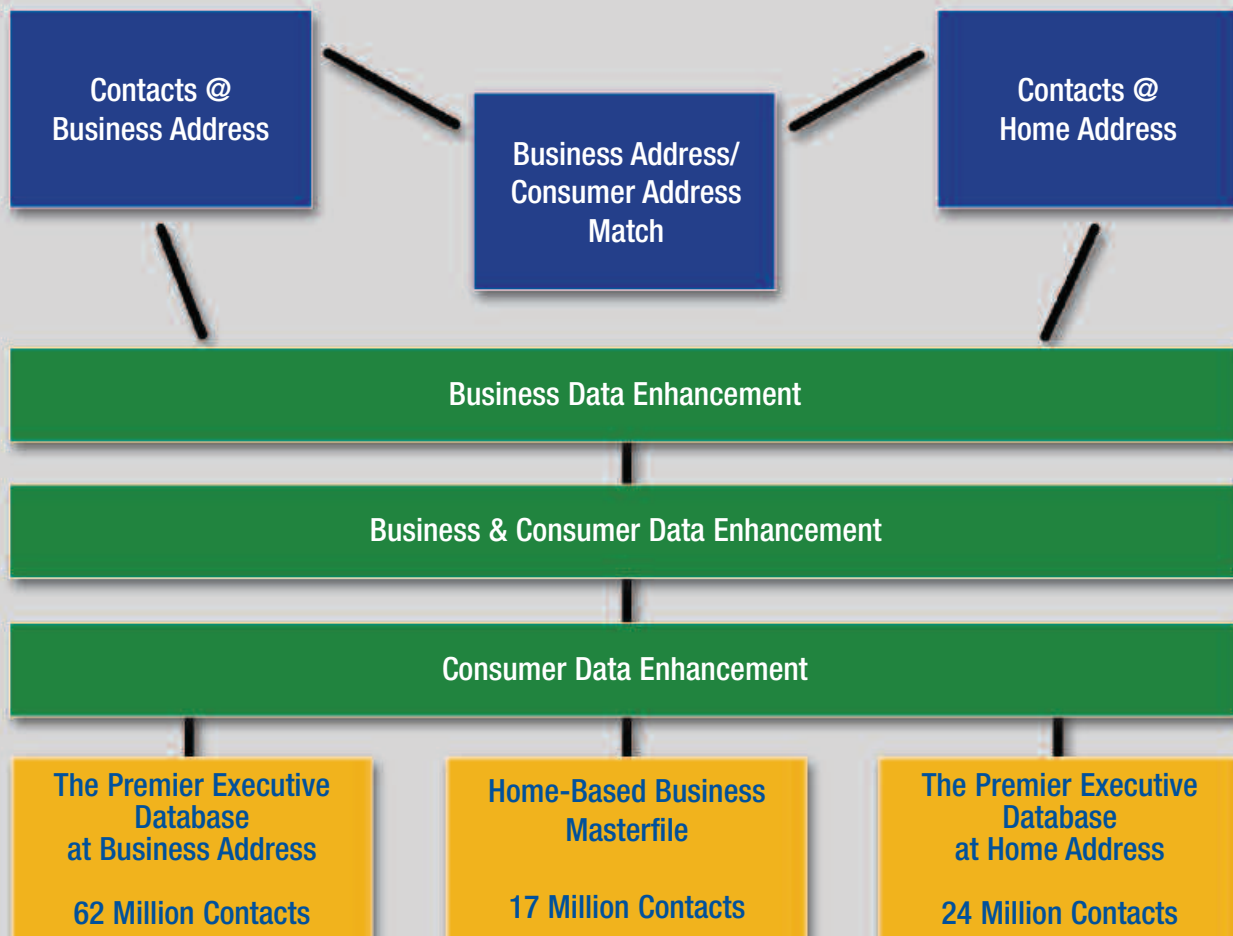 Contacts @
Business Address
Business Address/
Consumer Address
Match
Contacts @
Home Address
Business Data Enhancement
Business & Consumer Data Enhancement
Consumer Data Enhancement
The Premier Executive
Database
at Business Address
62 Million Contacts
Home-Based Business
Masterfile
17 Million Contacts
The Premier Executive
Database
at Home Address
24 Million Contacts